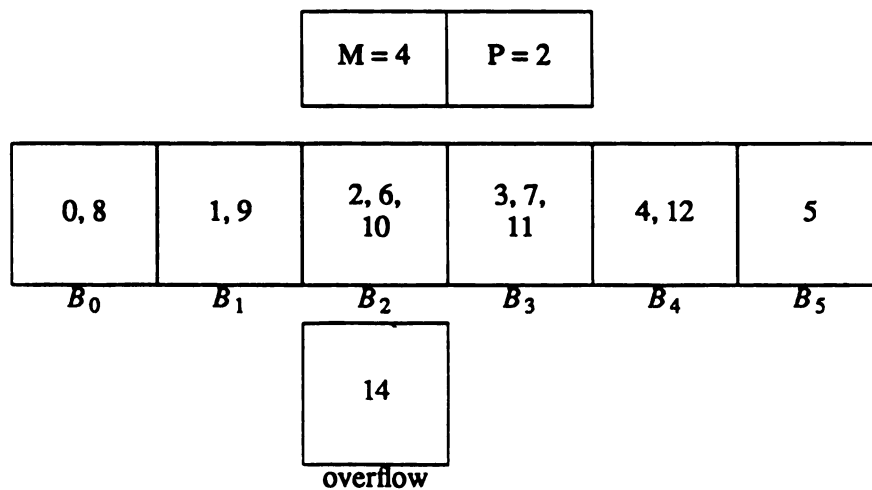 M = 4 P = 2
0, 8 1, 9 2, 6, 3, 7, 4, 12 5
10 11
B0 B1 B2 B3 B4 B5
14
overflow